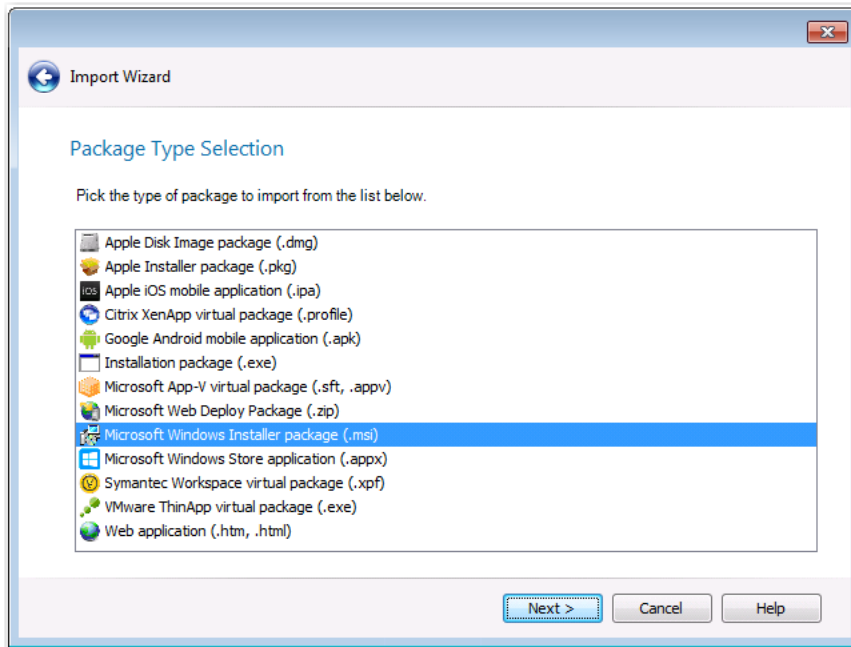 Import Wizard
Package Type Selection
Pick the type of package to import from the list below.
Apple Disk Image package (.dmg)
Apple Installer package (.pkg)
iOS Apple iOS mobile application (.ipa)
Citrix XenApp virtual package (.profile)
Google Android mobile application (.apk)
Installation package (.exe)
Microsoft App-V virtual package (.sft, .appv)
Microsoft Web Deploy Package (.zip)
Microsoft Windows Installer package (.msi)
Microsoft Windows Store application (.appx)
Symantec Workspace virtual package (.xpf)
VMware ThinApp virtual package (.exe)
Web application (.htm, .html)
Next > Cancel Help